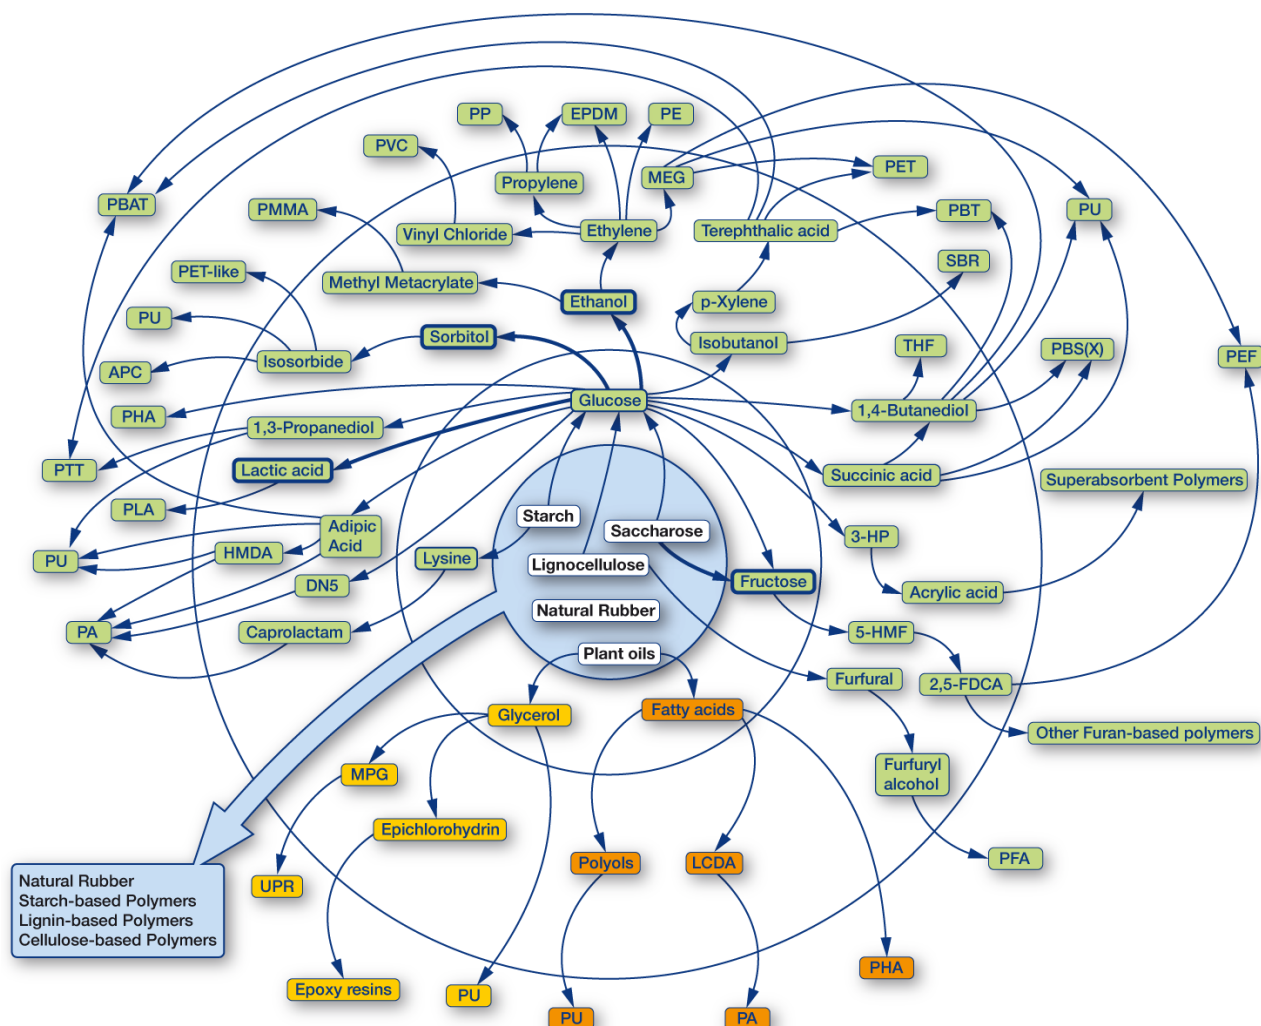 PP
EPDM
PE
PVC
PET
Propylene
MEG
PBAT
PMMA
PBT
PU
Vinyl Chloride
Ethylene
Terephthalic acid
SBR
PET-like
Methyl Metacrylate
Ethanol
p-Xylene
PU
Sorbitol
Isobutanol
THF
PBS(X)
PEF
APC
Isosorbide
Glucose
PHA
1,4-Butanediol
1,3-Propanediol
PTT
Lactic acid
Succinic acid
Superabsorbent Polymers
PLA
Starch
Adipic
Acid
Saccharose
3-HP
PU
HMDA
Lysine
Lignocellulose
DN5
Fructose
Acrylic acid
Natural Rubber
PA
Caprolactam
5-HMF
Plant oils
Furfural
2,5-FDCA
Glycerol
Fatty acids
Other Furan-based polymers
MPG
Furfuryl
alcohol
Epichlorohydrin
Polyols
LCDA
PFA
UPR
Natural Rubber
Starch-based Polymers
Lignin-based Polymers
Cellulose-based Polymers
PHA
Epoxy resins
PU
PU
PA